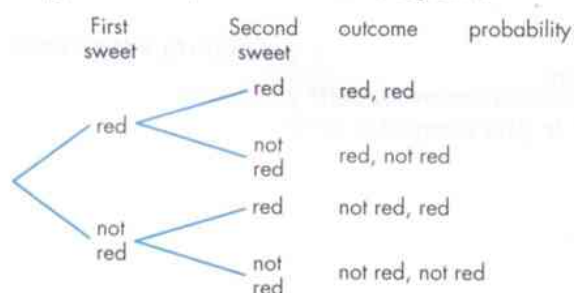 First sweet Second sweet outcome probability
red red, red
red
not red red, not red
red not red, red
not red
not red not red, not red